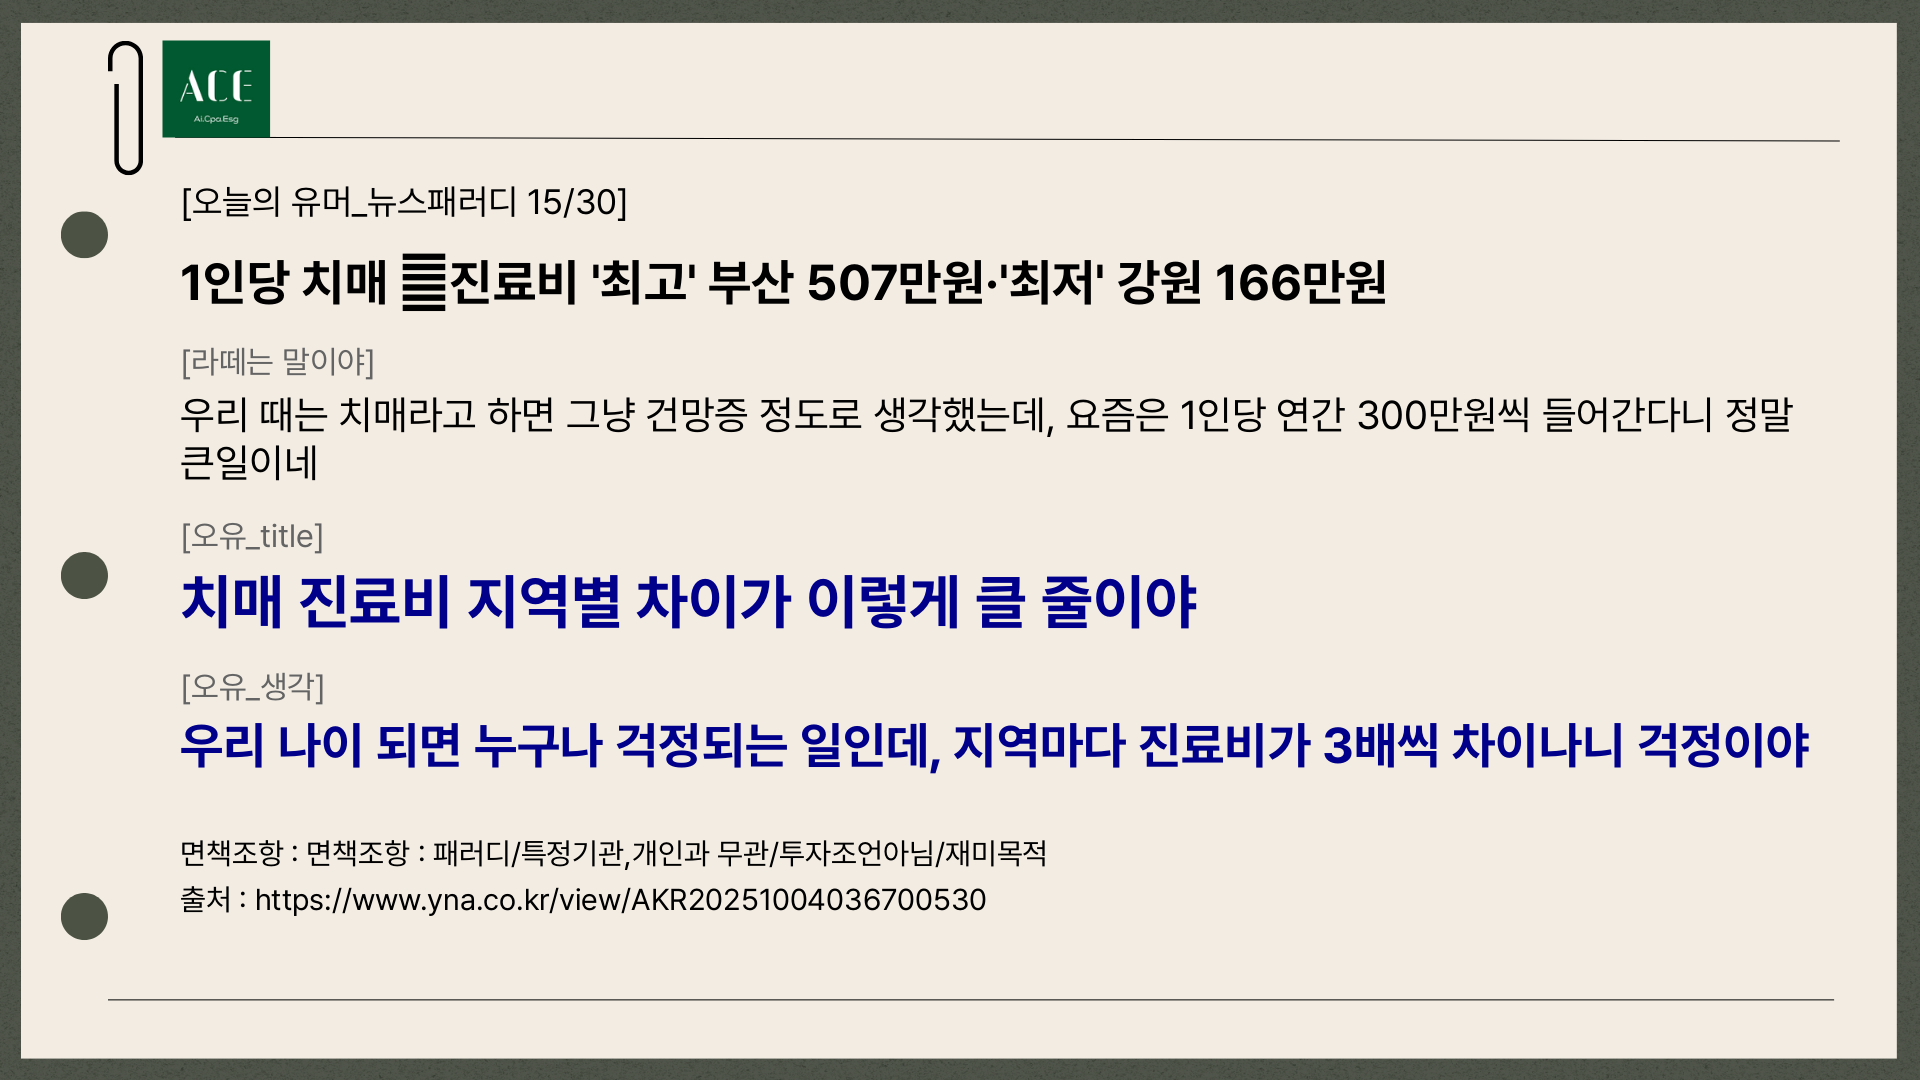 ACE
Ai.Cpa.Esg
[오늘의 유머_뉴스패러디 15/30]
1인당 치매 진료비 '최고' 부산 507만원·'최저' 강원 166만원
[라떼는 말이야]
우리 때는 치매라고 하면 그냥 건망증 정도로 생각했는데, 요즘은 1인당 연간 300만원씩 들어간다니 정말
큰일이네
[오유_title]
치매 진료비 지역별 차이가 이렇게 클 줄이야
[오유_생각]
우리 나이 되면 누구나 걱정되는 일인데, 지역마다 진료비가 3배씩 차이나니 걱정이야
면책조항 : 면책조항 : 패러디/특정기관,개인과 무관/투자조언아님/재미목적
출처 : https://www.yna.co.kr/view/AKR20251004036700530